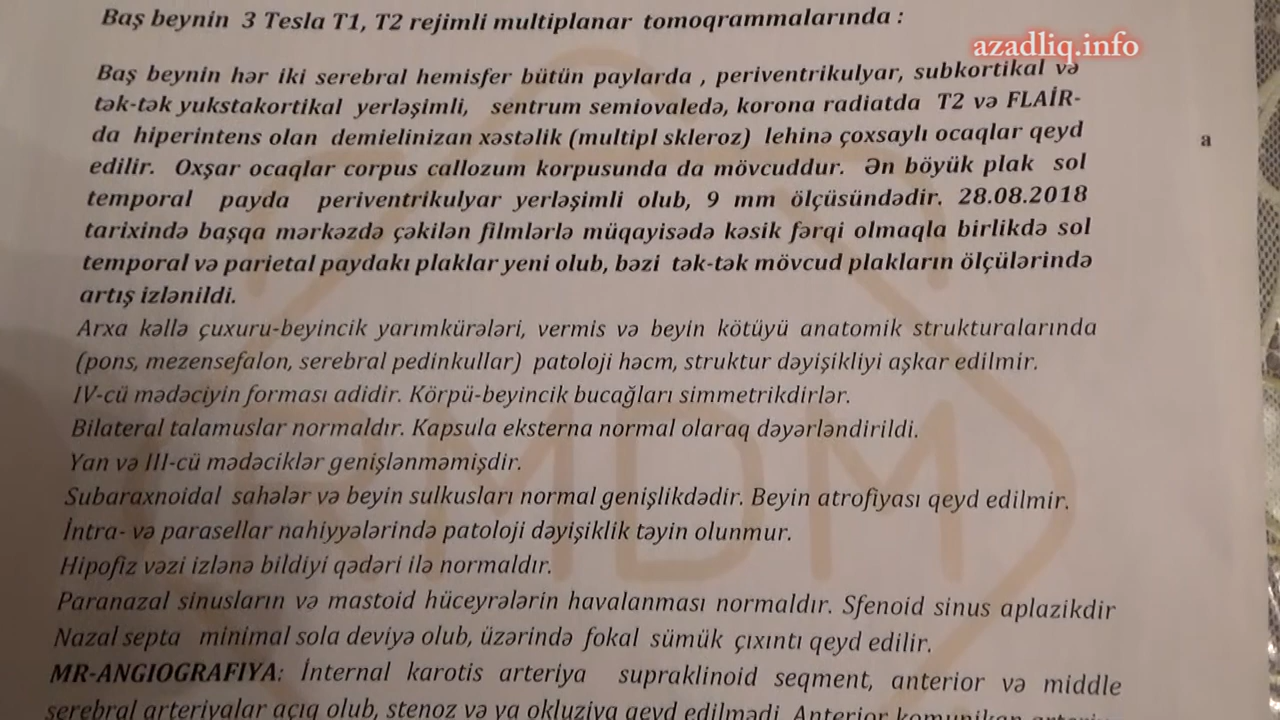 Baş beynin 3 Tesla T1, T2 rejimli multiplanar tomoqrammalarında :
azadliq.info
Baş beynin hər iki serebral hemisfer bütün paylarda , periventrikulyar, subkortikal və
tək-tək yukstakortikal yerləşimli, sentrum semiovaledə, korona radiatda T2 və FLAİR-
da hiperintens olan demielinizan xəstəlik (multipl skleroz) lehinə çoxsaylı ocaqlar qeyd
a
edilir. Oxşar ocaqlar corpus callozum korpusunda da mövcuddur. Ən böyük plak sol
temporal payda periventrikulyar yerləşimli olub, 9 mm ölçüsündədir. 28.08.2018
tarixində başqa mərkəzdə çəkilən filmlərlə müqayisədə kəsik fərqi olmaqla birlikdə sol
temporal və parietal paydakı plaklar yeni olub, bəzi tək-tək mövcud plakların ölçülərində
artış izlənildi.
Arxa kəllə çuxuru-beyincik yarımkürələri, vermis və beyin kötüyü anatomik strukturalarında
(pons, mezensefalon, serebral pedinkullar) patoloji həcm, struktur dəyişikliyi aşkar edilmir.
IV-cü mədəciyin forması adidir. Körpü-beyincik bucağları simmetrikdirlər.
Bilateral talamuslar normaldır. Kapsula eksterna normal olaraq dəyərləndirildi.
Yan və III-cü mədəciklər genişlənməmişdir.
Subaraxnoidal sahələr və beyin sulkusları normal genişlikdədir. Beyin atrofiyası qeyd edilmir.
İntra- və parasellar nahiyyələrində patoloji dəyişiklik təyin olunmur.
Hipofiz vəzi izlənə bildiyi qədəri ilə normaldır.
Paranazal sinusların və mastoid hüceyrələrin havalanması normaldır. Sfenoid sinus aplazikdir
Nazal septa minimal sola deviyə olub, üzərində fokal sümük çıxıntı qeyd edilir.
MR-ANGIOGRAFIYA: İnternal karotis arteriya supraklinoid seqment, anterior və middle
serebral arteriyalar açıq olub, stenoz və ya okluziya qeyd edilmədi. Anterior komunikan arteriya
RMDM